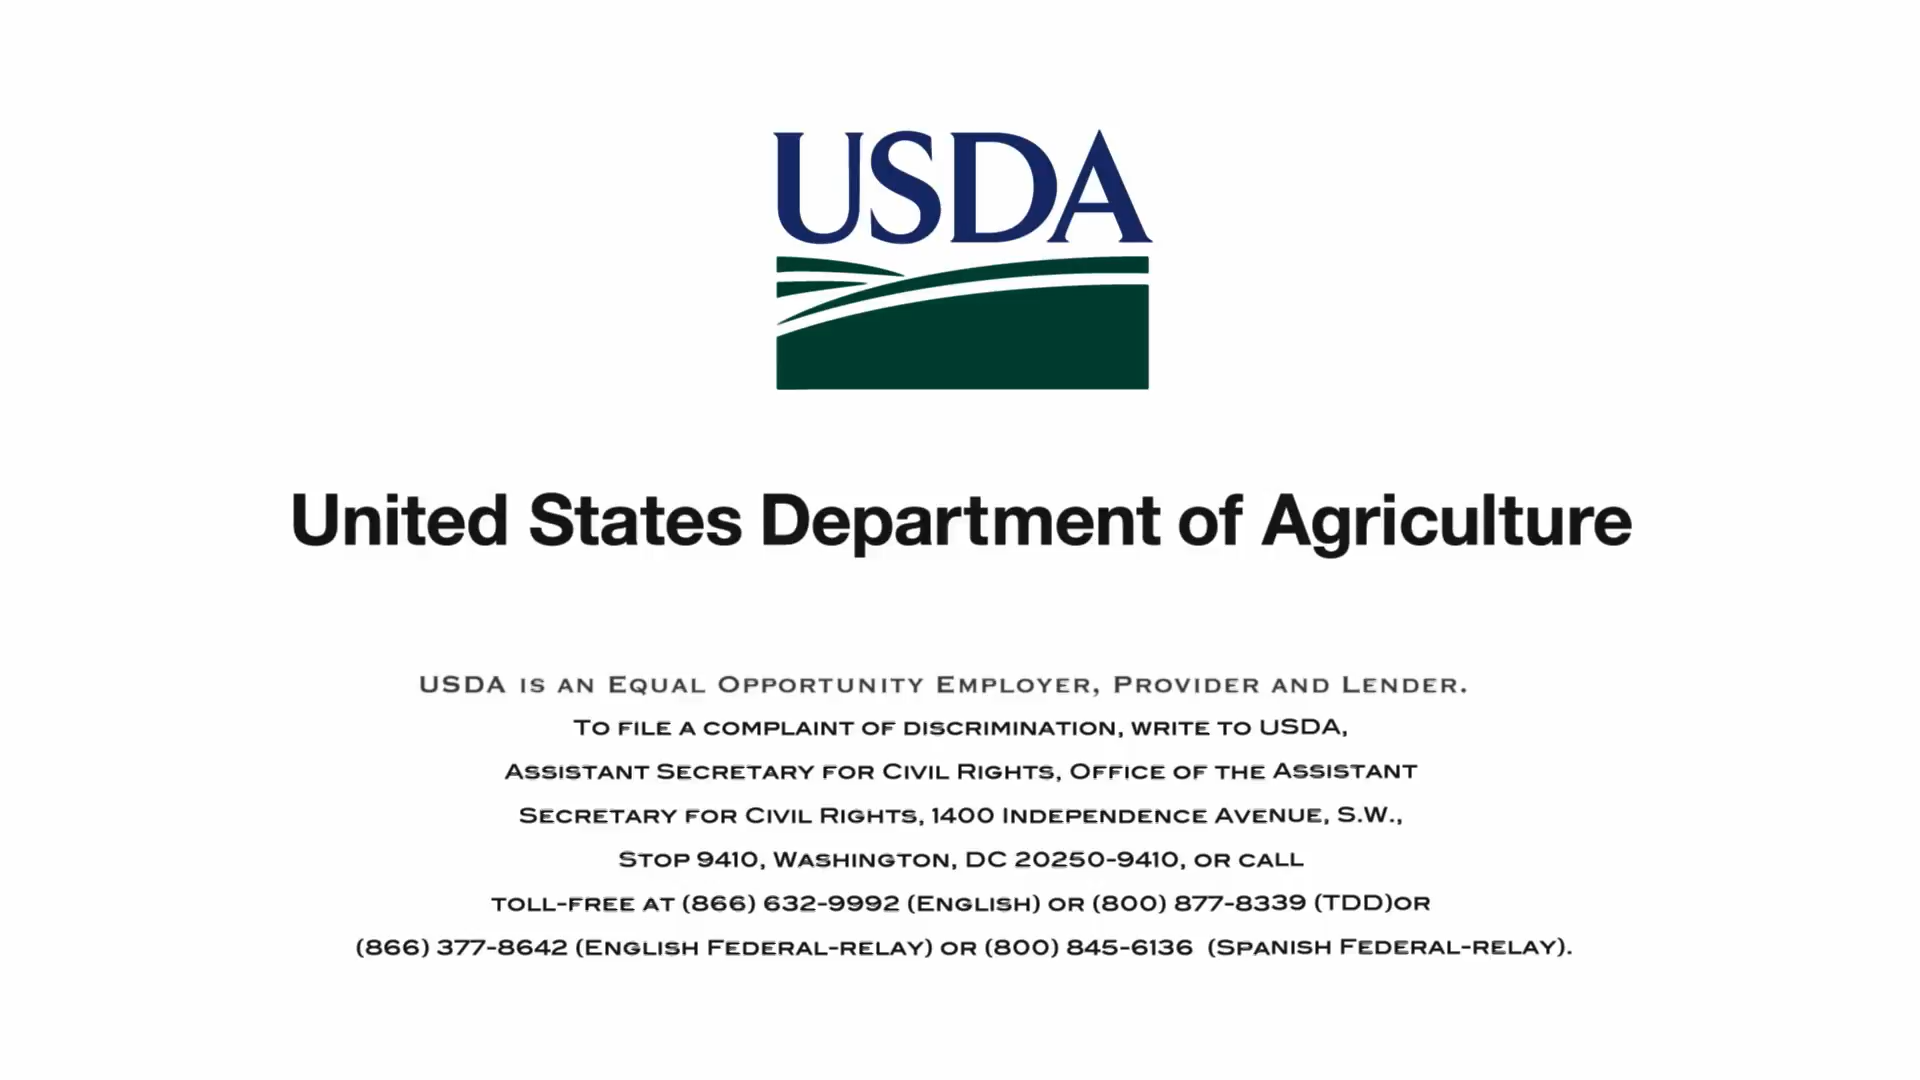 USDA
United States Department of Agriculture
USDA is an Equal Opportunity Employer, Provider and Lender.
To file a complaint of discrimination, write to USDA,
Assistant Secretary for Civil Rights, Office of the Assistant
Secretary for Civil Rights, 1400 Independence Avenue, S.W.,
Stop 9410, Washington, DC 20250-9410, or call
toll-free at (866) 632-9992 (English) or (800) 877-8339 (TDD)or
(866) 377-8642 (English Federal-relay) or (800) 845-6136 (Spanish Federal-relay).